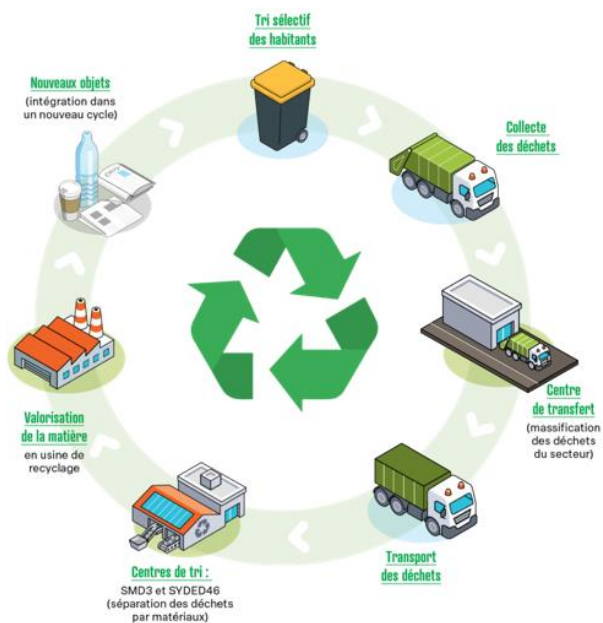 Tri sélectif
des habitants
Collecte
des déchets
Centre
de transfert
(massification
des déchets
du secteur)
Transport
des déchets
Centres de tri :
SMD3 et SYDED46
(séparation des déchets
par matériaux)
Valorisation
de la matière
en usine de
recyclage
Nouveaux objets
(intégration dans
un nouveau cycle)